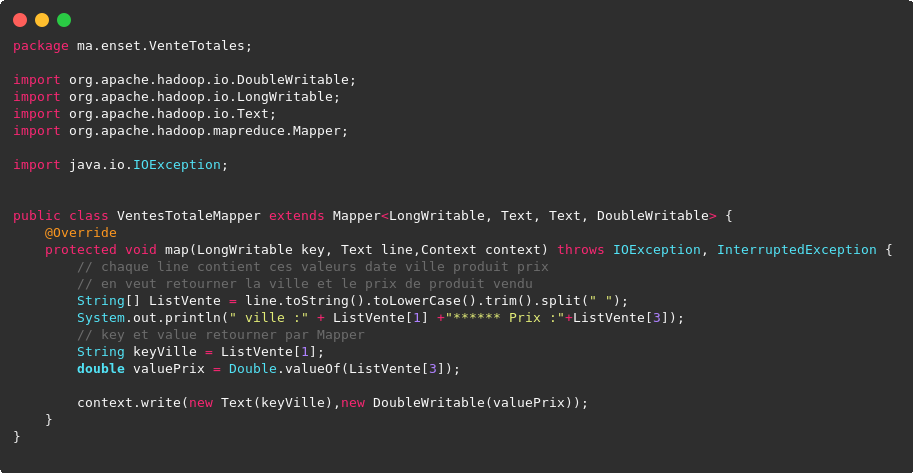 package ma.enset.VenteTotales;
import org.apache.hadoop.io.DoubleWritable;
import org.apache.hadoop.io.LongWritable;
import org.apache.hadoop.io.Text;
import org.apache.hadoop.mapreduce.Mapper;
import java.io.IOException;
public class VentesTotaleMapper extends Mapper<LongWritable, Text, Text, DoubleWritable> {
    @Override
    protected void map(LongWritable key, Text line,Context context) throws IOException, InterruptedException {
        // chaque line contient ces valeurs date ville produit prix
        // en veut retourner la ville et le prix de produit vendu
        String[] ListVente = line.toString().toLowerCase().trim().split(" ");
        System.out.println(" ville :" + ListVente[1] +"****** Prix :"+ListVente[3]);
        // key et value retourner par Mapper
        String keyVille = ListVente[1];
        double valuePrix = Double.valueOf(ListVente[3]);
        context.write(new Text(keyVille),new DoubleWritable(valuePrix));
    }
}